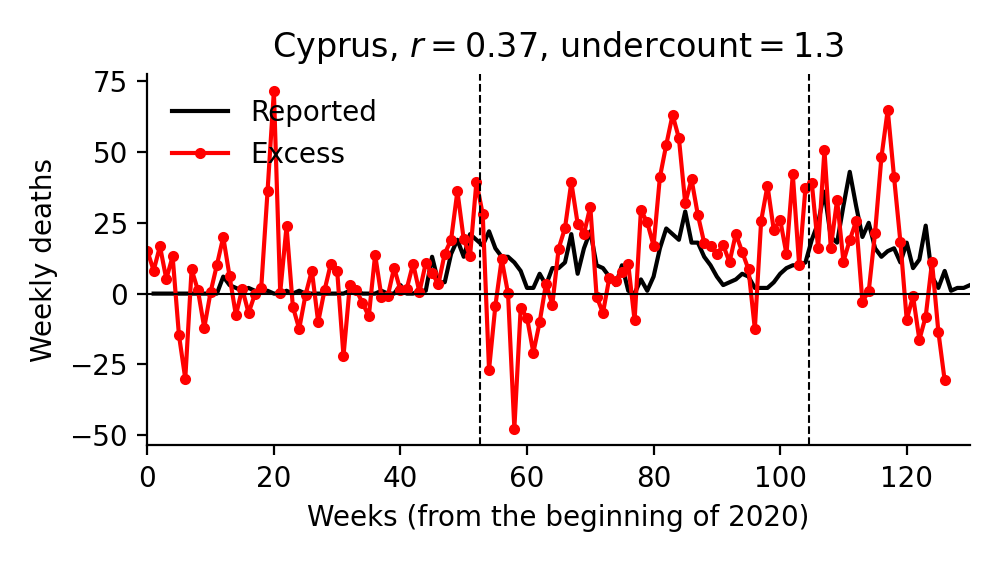 Cyprus, r = 0.37, undercount = 1.3
75
50
25
0
−25
−50
Weekly deaths
Reported
Excess
0 20 40 60 80 100 120
Weeks (from the beginning of 2020)